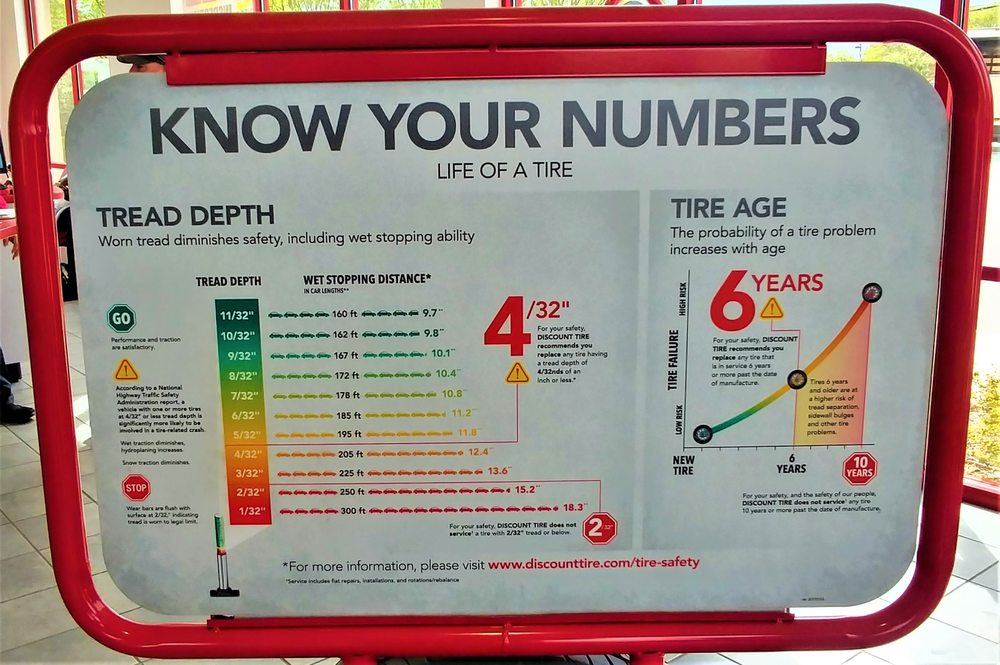 KNOW YOUR NUMBERS
LIFE OF A TIRE
TREAD DEPTH
Worn tread diminishes safety, including wet stopping ability
TREAD DEPTH
WET STOPPING DISTANCE*
IN CAR LENGTHS**
11/32" 160 ft 9.7**
10/32" 162 ft 9.8**
9/32" 167 ft 10.1**
8/32" 172 ft 10.4**
7/32" 178 ft 10.8**
6/32" 185 ft 11.2**
5/32" 195 ft 11.8**
4/32" 205 ft 12.4**
3/32" 225 ft 13.6**
2/32" 250 ft 15.2**
1/32" 300 ft 18.3**
GO
Performance and traction
are satisfactory.
According to a National
Highway Traffic Safety
Administration report, a
vehicle with one or more tires
at 4/32" or less tread depth is
significantly more likely to be
involved in a tire-related crash.
Wet traction diminishes,
hydroplaning increases.
Snow traction diminishes.
STOP
Wear bars are flush with
surface at 2/32," indicating
tread is worn to legal limit.
4/32"
For your safety,
DISCOUNT TIRE
recommends you
replace any tire having
a tread depth of
4/32nds of an
inch or less.*
For your safety, DISCOUNT TIRE does not
service† a tire with 2/32" tread or below.
2/32"
TIRE AGE
The probability of a tire problem
increases with age
HIGH RISK
TIRE FAILURE
LOW RISK
6 YEARS
For your safety, DISCOUNT
TIRE recommends you
replace any tire that
is in service 6 years
or more past the date
of manufacture.
Tires 6 years
and older are at
a higher risk of
tread separation,
sidewall bulges
and other tire
problems.
NEW
TIRE
6
YEARS
10
YEARS
For your safety, and the safety of our people,
DISCOUNT TIRE does not service† any tire
10 years or more past the date of manufacture.
*For more information, please visit www.discounttire.com/tire-safety
†Service includes flat repairs, installations, and rotations/rebalance